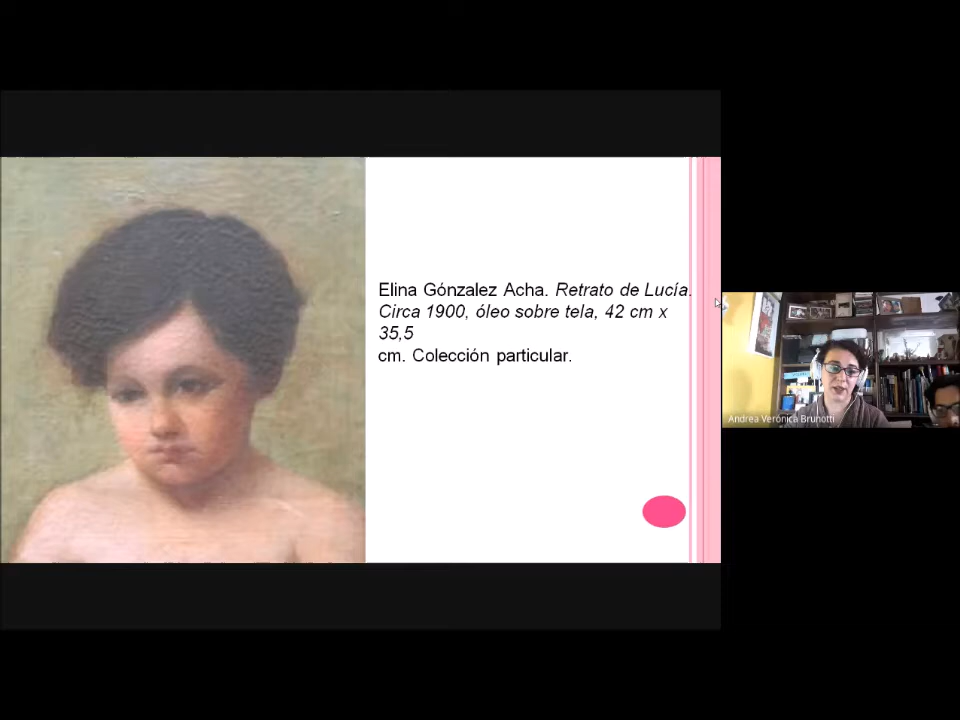 Elina Gónzalez Acha. Retrato de Lucía.
Circa 1900, óleo sobre tela, 42 cm x
35,5
cm. Colección particular.
Andrea Verónica Brunotti